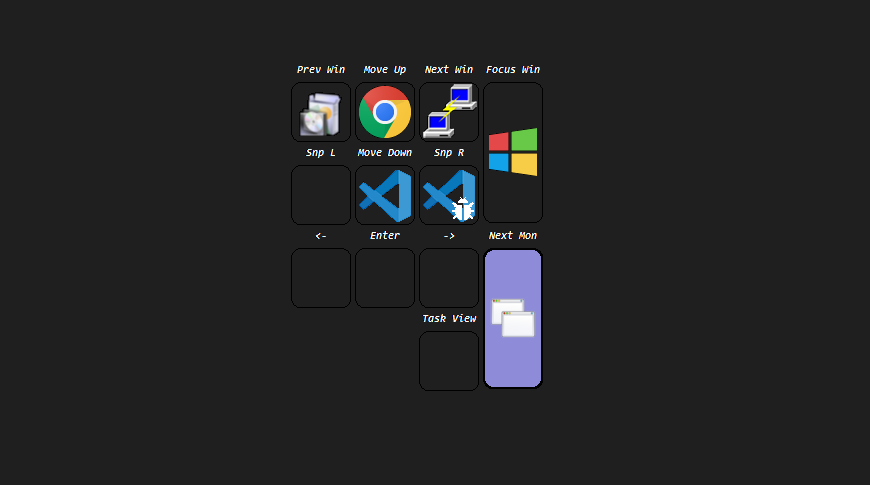 Prev Win Move Up Next Win Focus Win
Snp L Move Down Snp R
<- Enter -> Next Mon
Task View